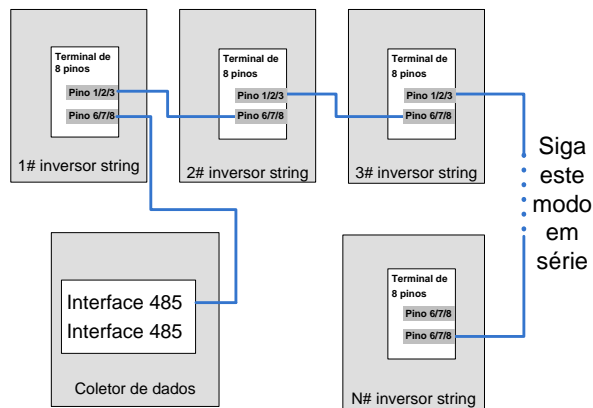 Terminal de
8 pinos
Pino 1/2/3
Pino 6/7/8
1# inversor string
Terminal de
8 pinos
Pino 1/2/3
Pino 6/7/8
2# inversor string
Terminal de
8 pinos
Pino 1/2/3
Pino 6/7/8
3# inversor string
Siga
este
modo
em
série
Interface 485
Interface 485
Coletor de dados
Terminal de
8 pinos
Pino 6/7/8
Pino 6/7/8
N# inversor string